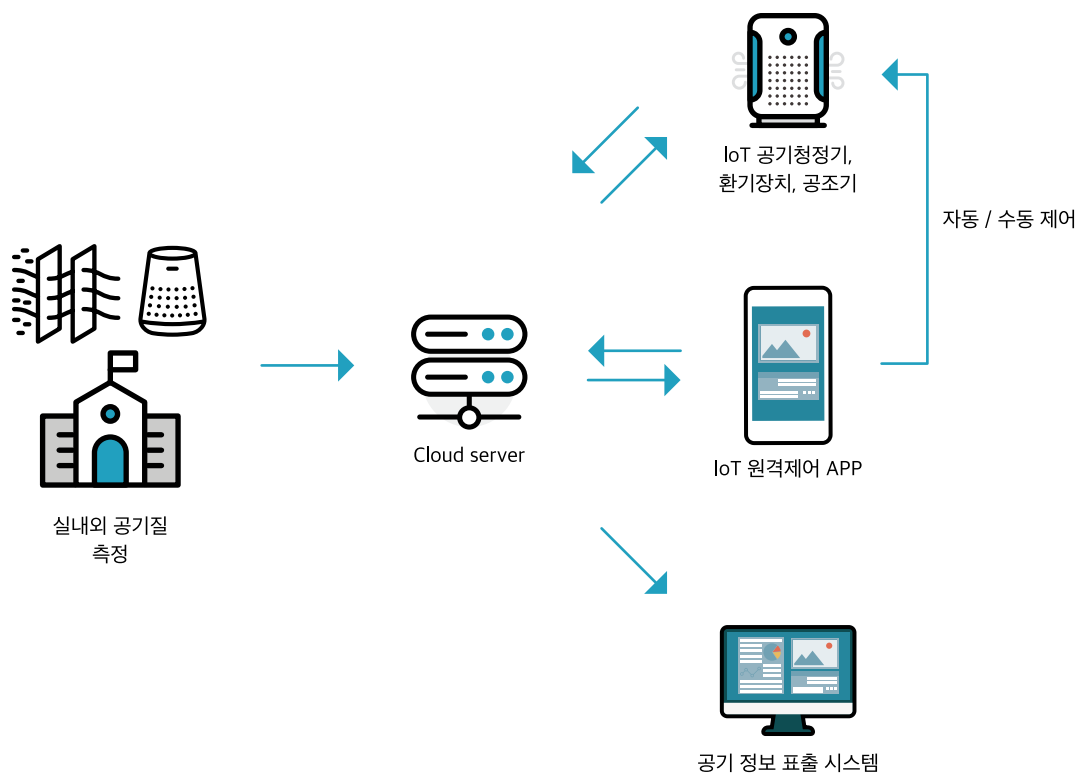 IoT 공기청정기,
환기장치, 공조기
자동 / 수동 제어
Cloud server
IoT 원격제어 APP
실내외 공기질
측정
공기 정보 표출 시스템